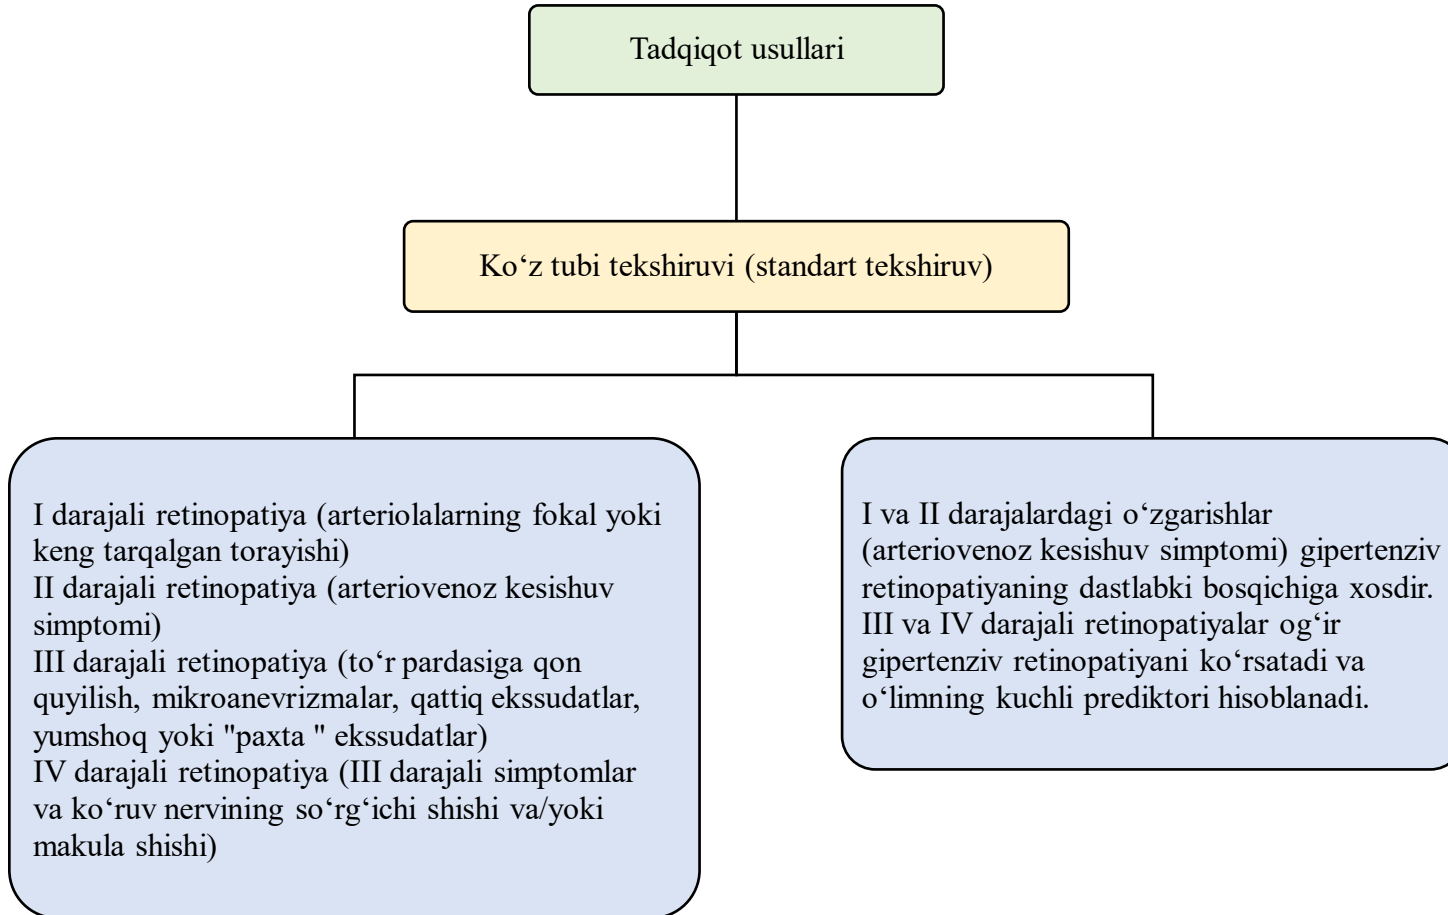 Tadqiqot usullari
Ko‘z tubi tekshiruvi (standart tekshiruv)
I darajali retinopatiya (arteriolalarning fokal yoki
keng tarqalgan torayishi)
II darajali retinopatiya (arteriovenoz kesishuv
simptomi)
III darajali retinopatiya (to‘r pardasiga qon
quyilish, mikroanevrizmalar, qattiq ekssudatlar,
yumshoq yoki "paxta " ekssudatlar)
IV darajali retinopatiya (III darajali simptomlar
va ko‘ruv nervining so‘rg‘ichi shishi va/yoki
makula shishi)
I va II darajalardagi o‘zgarishlar
(arteriovenoz kesishuv simptomi) gipertenziv
retinopatiyaning dastlabki bosqichiga xosdir.
III va IV darajali retinopatiyalar og‘ir
gipertenziv retinopatiyani ko‘rsatadi va
o‘limning kuchli prediktori hisoblanadi.